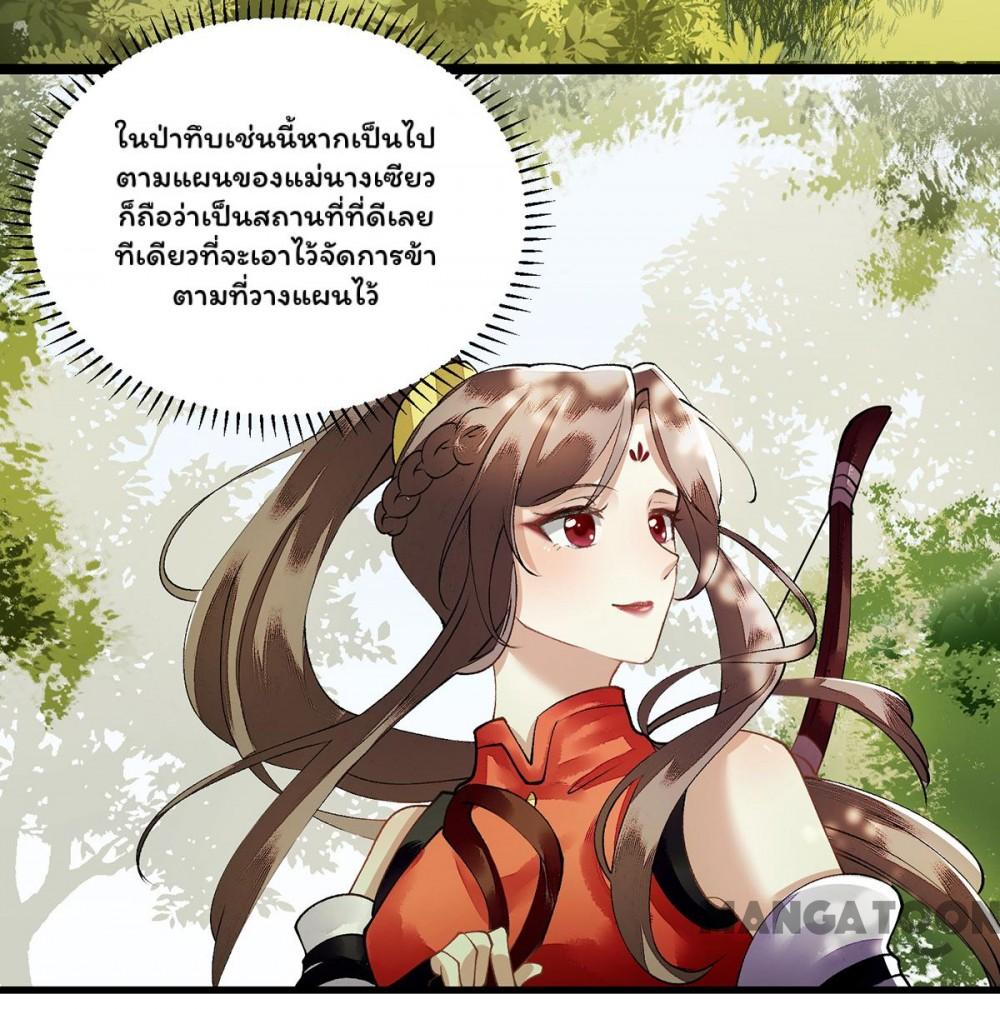 ในป่าทึบเช่นนี้หากเป็นไป
ตามแผนของแม่นางเซียว
ก็ถือว่าเป็นสถานที่ที่ดีเลย
ทีเดียวที่จะเอาไว้จัดการข้า
ตามที่วางแผนไว้
MANGATOON